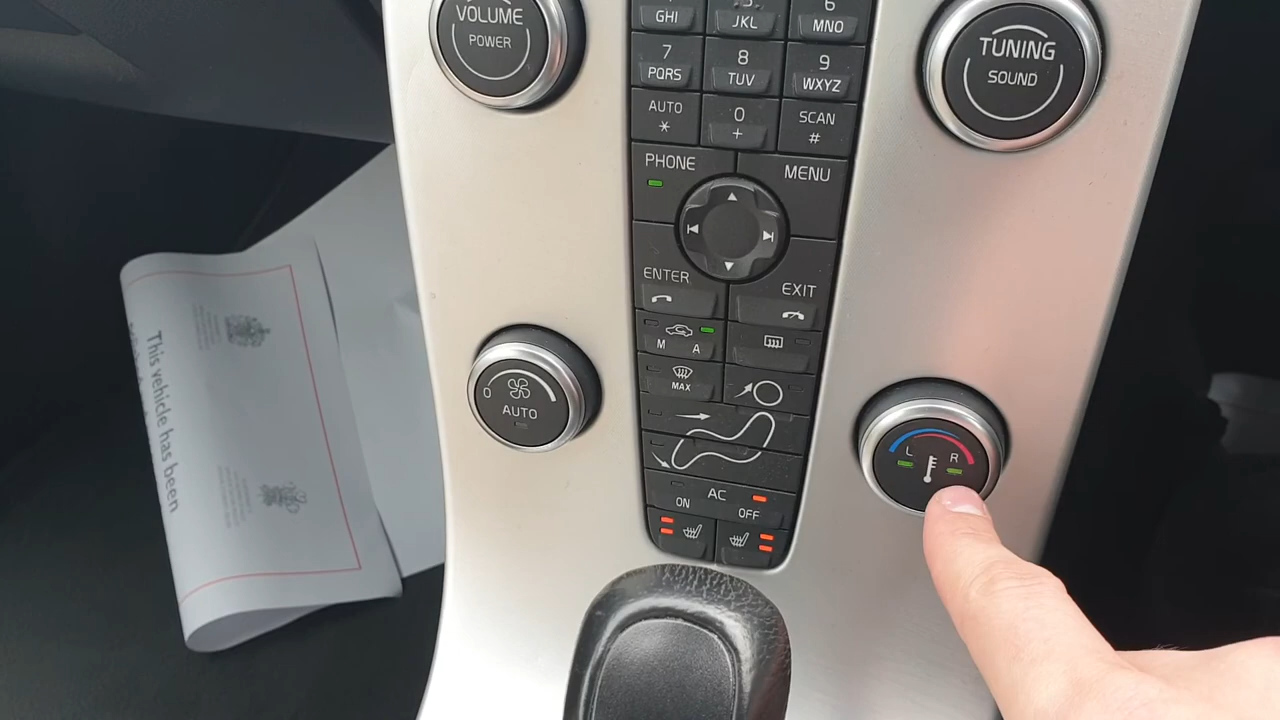 VOLUME
POWER
GHI
JKL
6
MNO
TUNING
SOUND
7
PQRS
8
TUV
9
WXYZ
AUTO
*
0
+
SCAN
#
PHONE
MENU
ENTER
EXIT
M A
MAX
0
AUTO
L R
AC
ON
OFF
This vehicle has been